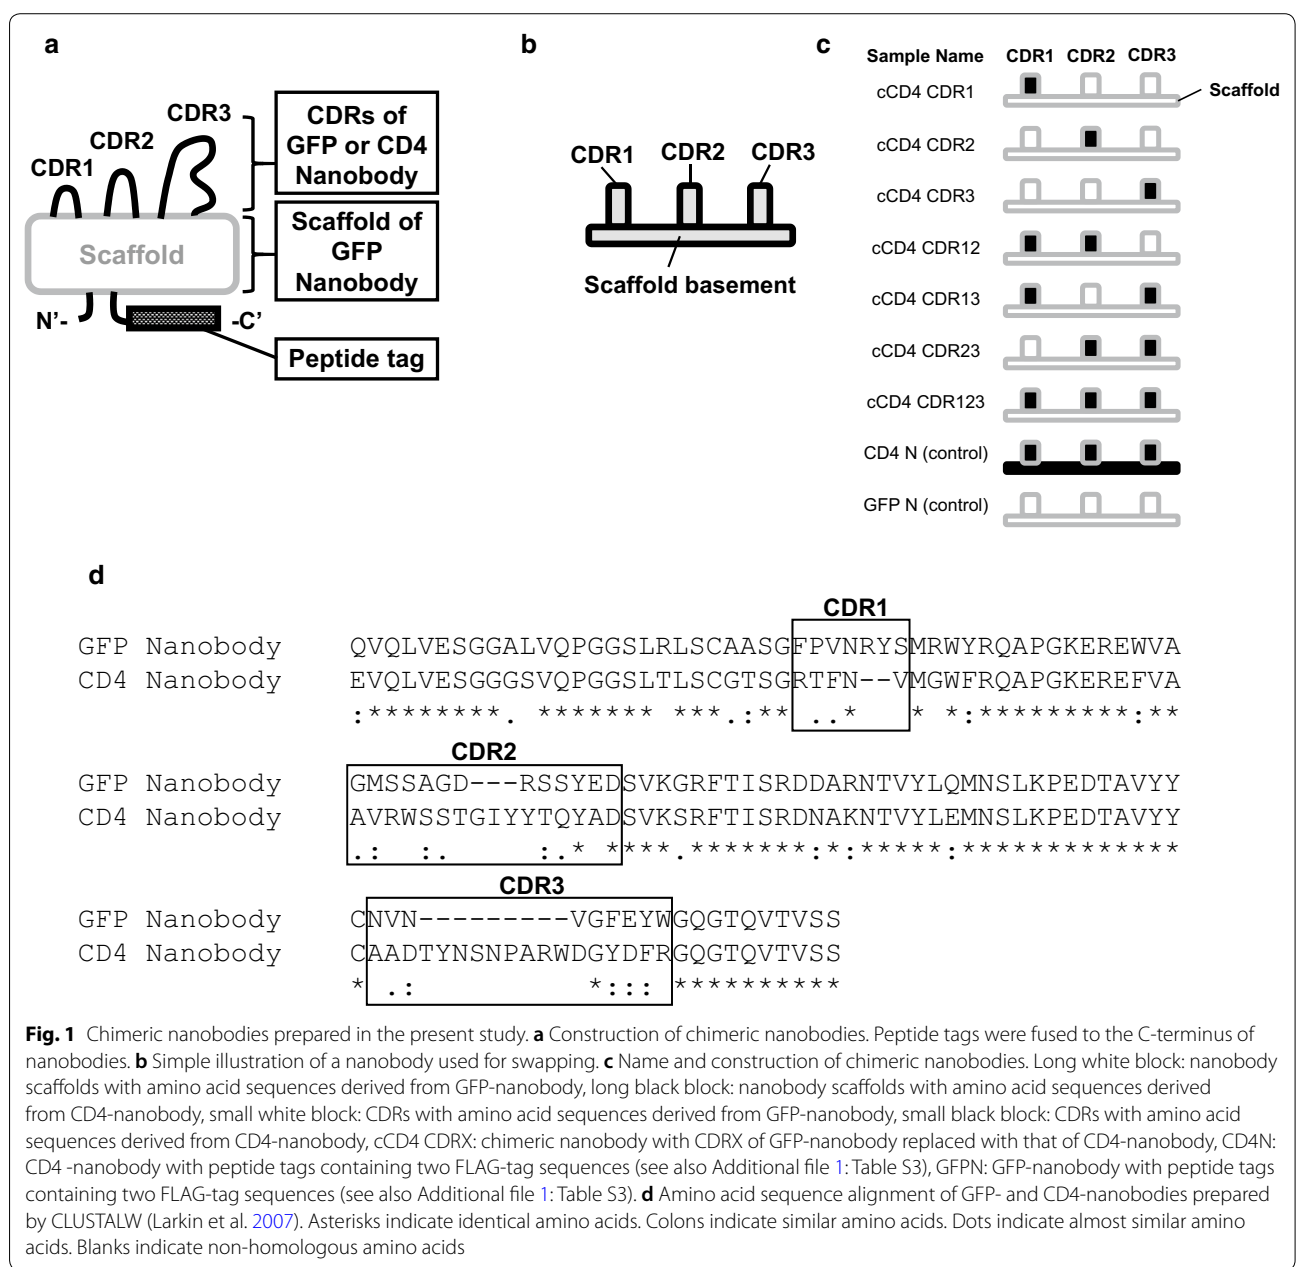 a
CDR3
CDR2
CDR1
CDRs of
GFP or CD4
Nanobody
Scaffold
Scaffold of
GFP
Nanobody
N’-
-C’
Peptide tag
b
CDR1 CDR2 CDR3
Scaffold basement
c
Sample Name CDR1 CDR2 CDR3
cCD4 CDR1
Scaffold
cCD4 CDR2
cCD4 CDR3
cCD4 CDR12
cCD4 CDR13
cCD4 CDR23
cCD4 CDR123
CD4 N (control)
GFP N (control)
d
CDR1
GFP Nanobody QVQLVESGGALVQPGGSLRLSCAASGFPVNRYSMRWYRQAPGKEREWVA
CD4 Nanobody EVQLVESGGGSVQPGGSLTLSCGTSGRTFN--VMGWFRQAPGKEREFVA
:********. ******* ***.:** ..* * *:*********:**
CDR2
GFP Nanobody GMSSAGD---RSSYEDSVKGRFTISRDDARNTVYLQMNSLKPEDTAVYY
CD4 Nanobody AVRWSSTGIYYTQYADSVKSRFTISRDNAKNTVYLEMNSLKPEDTAVYY
.: :. :.* ****.*******:*:*****:*************
CDR3
GFP Nanobody CNVN---------VGFEYWGQGTQVTVSS
CD4 Nanobody CAADTYNSNPARWDGYDFRGQGTQVTVSS
* .: *::: **********
Fig. 1 Chimeric nanobodies prepared in the present study. a Construction of chimeric nanobodies. Peptide tags were fused to the C-terminus of
nanobodies. b Simple illustration of a nanobody used for swapping. c Name and construction of chimeric nanobodies. Long white block: nanobody
scaffolds with amino acid sequences derived from GFP-nanobody, long black block: nanobody scaffolds with amino acid sequences derived
from CD4-nanobody, small white block: CDRs with amino acid sequences derived from GFP-nanobody, small black block: CDRs with amino acid
sequences derived from CD4-nanobody, cCD4 CDRX: chimeric nanobody with CDRX of GFP-nanobody replaced with that of CD4-nanobody, CD4N:
CD4 -nanobody with peptide tags containing two FLAG-tag sequences (see also Additional file 1: Table S3), GFPN: GFP-nanobody with peptide tags
containing two FLAG-tag sequences (see also Additional file 1: Table S3). d Amino acid sequence alignment of GFP- and CD4-nanobodies prepared
by CLUSTALW (Larkin et al. 2007). Asterisks indicate identical amino acids. Colons indicate similar amino acids. Dots indicate almost similar amino
acids. Blanks indicate non-homologous amino acids